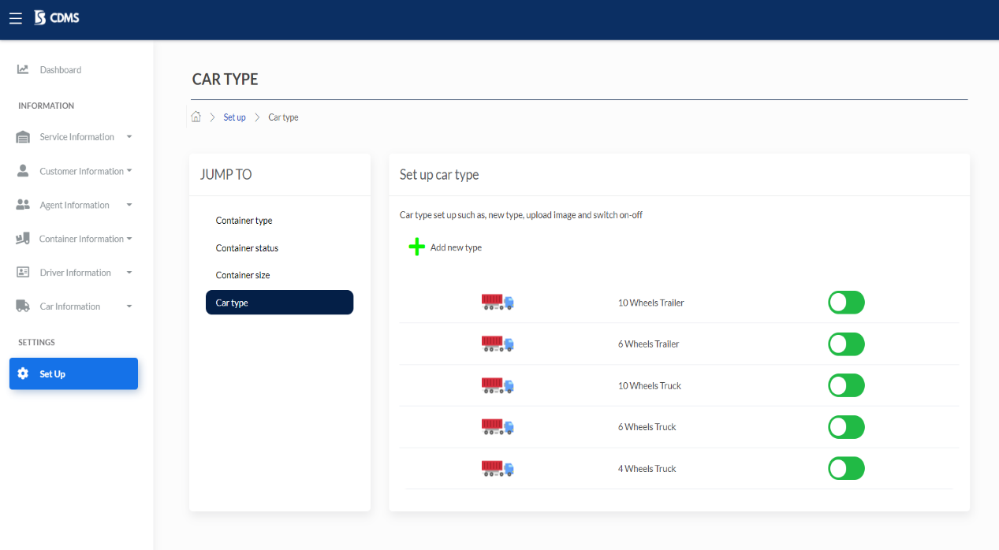 CDMS
Dashboard
INFORMATION
Service Information
Customer Information
Agent Information
Container Information
Driver Information
Car Information
SETTINGS
Set Up
CAR TYPE
Set up
Car type
JUMP TO
Container type
Container status
Container size
Car type
Set up car type
Car type set up such as, new type, upload image and switch on-off
Add new type
10 Wheels Trailer
6 Wheels Trailer
10 Wheels Truck
6 Wheels Truck
4 Wheels Truck